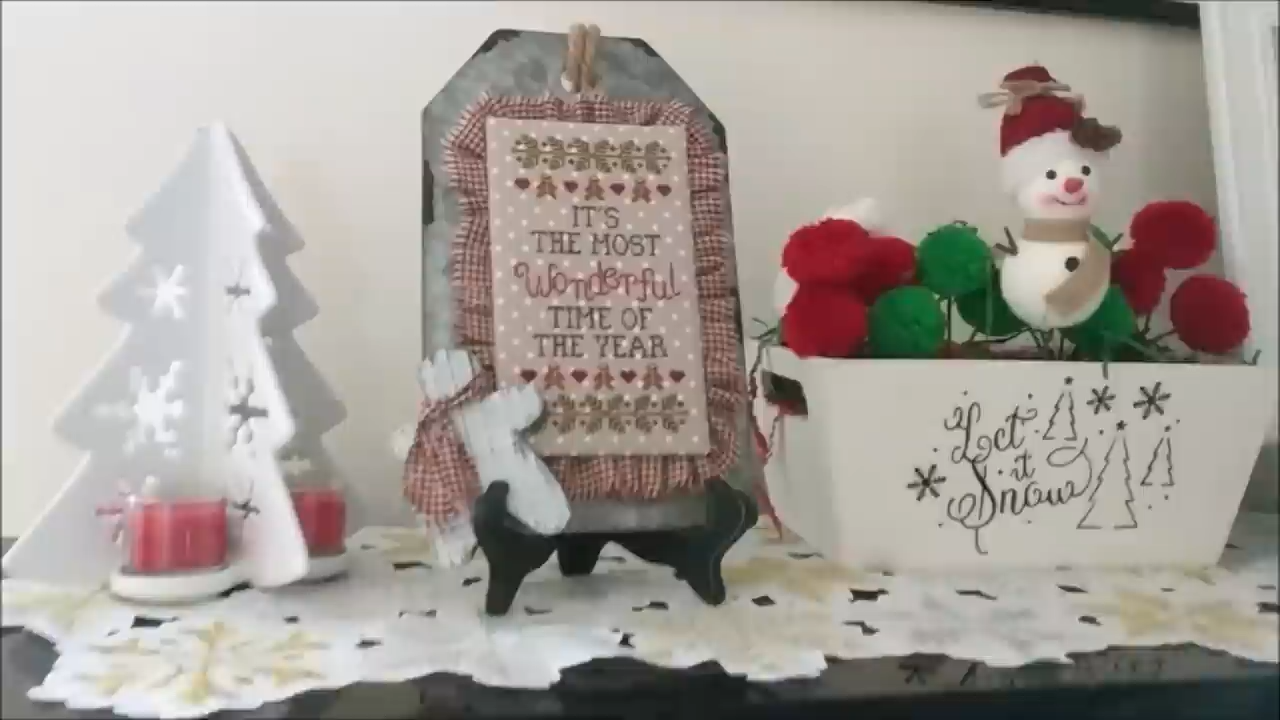 IT'S
THE MOST
Wonderful
TIME OF
THE YEAR
Let
it
Snow